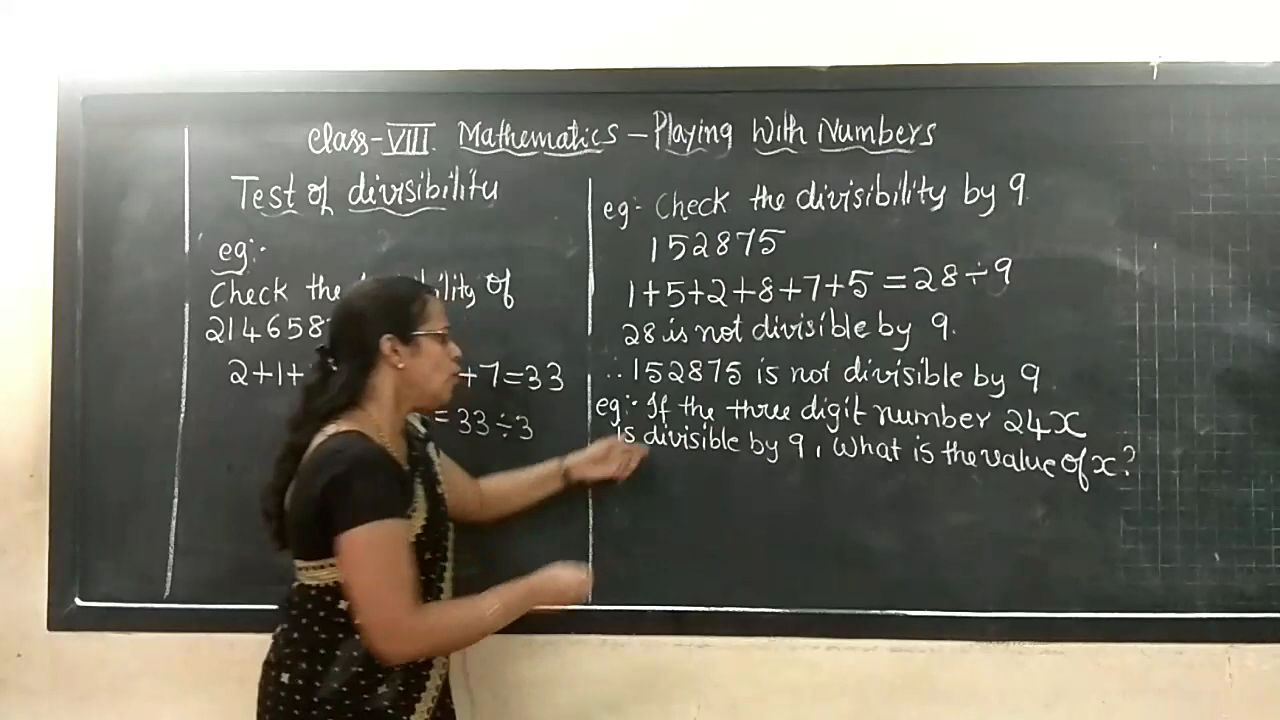 Class-VIII. Mathematics – Playing With Numbers
Test of divisibility
eg:-
Check the of
214658
2+1+ +7=33
= 33÷3
eg:- Check the divisibility by 9.
152875
1+5+2+8+7+5=28÷9
28 is not divisible by 9.
∴152875 is not divisible by 9.
eg:- If the three digit number 24x
is divisible by 9, What is the value of x?